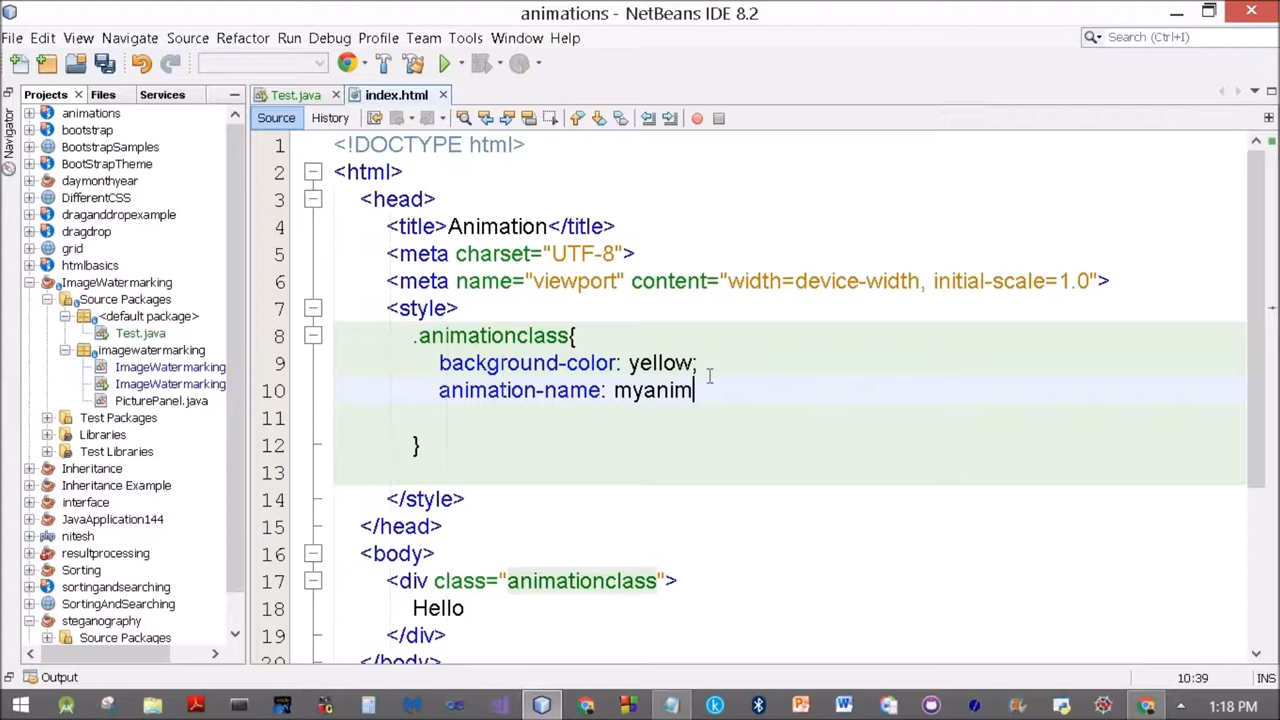 animations - NetBeans IDE 8.2
File Edit View Navigate Source Refactor Run Debug Profile Team Tools Window Help
Search (Ctrl+I)
Projects Files Services
Test.java index.html
Navigator
Source History
animations
bootstrap
BootstrapSamples
BootStrapTheme
daymonthyear
DifferentCSS
draganddropexample
dragdrop
grid
htmlbasics
ImageWatermarking
Source Packages
<default package>
Test.java
imagewatermarking
ImageWatermarking
ImageWatermarking
PicturePanel.java
Test Packages
Libraries
Test Libraries
Inheritance
Inheritance Example
interface
JavaApplication144
nitesh
resultprocessing
Sorting
sortingandsearching
SortingAndSearching
steganography
Source Packages
1 <!DOCTYPE html>
2 <html>
3 <head>
4 <title>Animation</title>
5 <meta charset="UTF-8">
6 <meta name="viewport" content="width=device-width, initial-scale=1.0">
7 <style>
8 .animationclass{
9 background-color: yellow;
10 animation-name: myanim
11
12 }
13
14 </style>
15 </head>
16 <body>
17 <div class="animationclass">
18 Hello
19 </div>
20 </body>
Output
10:39 INS
1:18 PM